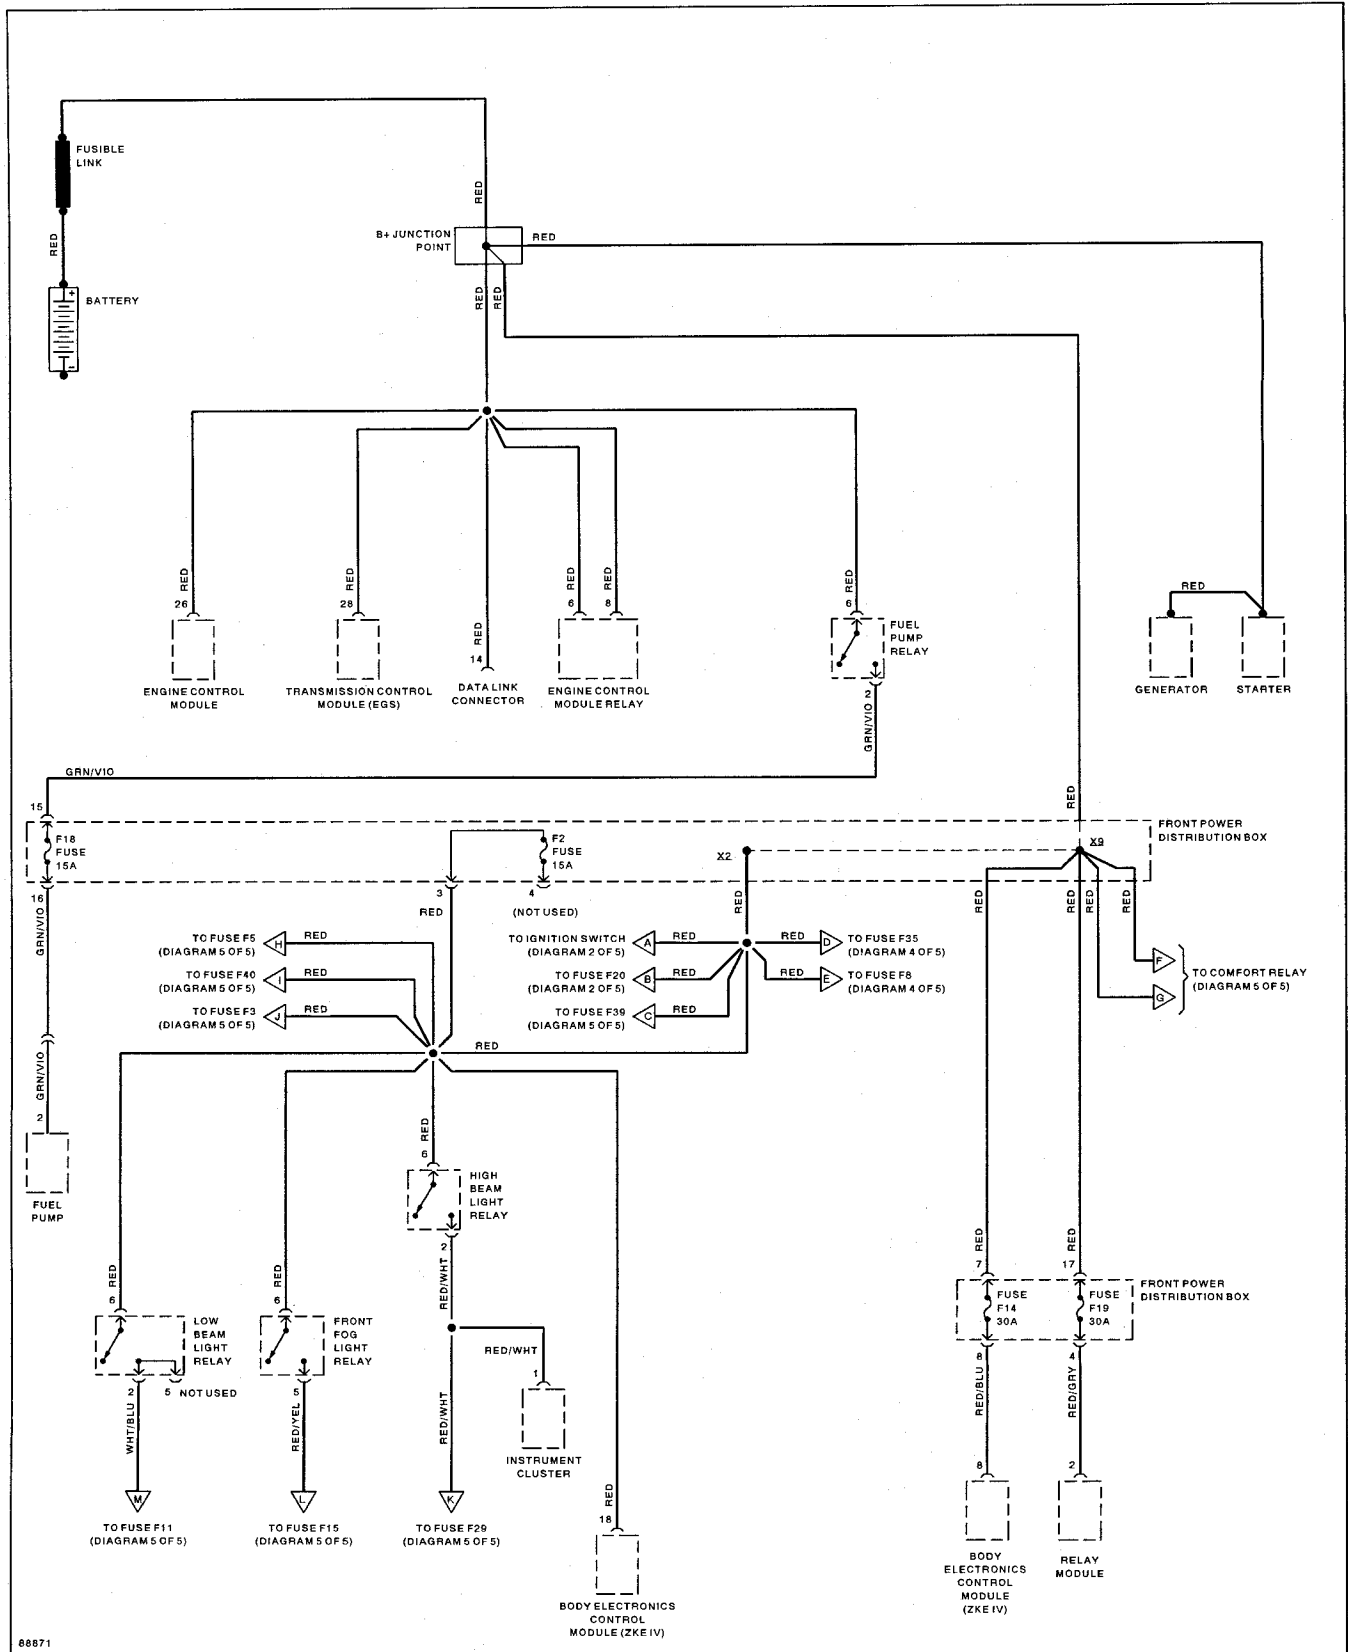 FUSIBLE
LINK
RED
RED
B+ JUNCTION
POINT
RED
BATTERY
+
-
RED
RED
RED
26
RED
28
RED
14
RED
6
RED
8
RED
6
RED
ENGINE CONTROL
MODULE
TRANSMISSION CONTROL
MODULE (EGS)
DATA LINK
CONNECTOR
ENGINE CONTROL
MODULE RELAY
FUEL
PUMP
RELAY
2
GRN/VIO
GENERATOR
STARTER
GRN/VIO
15
RED
F18
FUSE
15A
F2
FUSE
15A
X2
X9
FRONT POWER
DISTRIBUTION BOX
16
GRN/VIO
3
RED
4
(NOT USED)
RED
RED
RED
RED
RED
TO FUSE F5
(DIAGRAM 5 OF 5)
H
RED
TO FUSE F40
(DIAGRAM 5 OF 5)
I
RED
TO FUSE F3
(DIAGRAM 5 OF 5)
J
RED
TO IGNITION SWITCH
(DIAGRAM 2 OF 5)
A
RED
TO FUSE F20
(DIAGRAM 2 OF 5)
B
RED
TO FUSE F39
(DIAGRAM 5 OF 5)
C
RED
RED
D
TO FUSE F35
(DIAGRAM 4 OF 5)
RED
E
TO FUSE F8
(DIAGRAM 4 OF 5)
F
G
TO COMFORT RELAY
(DIAGRAM 5 OF 5)
RED
GRN/VIO
2
FUEL
PUMP
RED
6
HIGH
BEAM
LIGHT
RELAY
2
RED/WHT
RED
6
LOW
BEAM
LIGHT
RELAY
2
5 NOT USED
WHT/BLU
RED
6
FRONT
FOG
LIGHT
RELAY
5
RED/YEL
RED/WHT
1
RED/WHT
INSTRUMENT
CLUSTER
RED
7
RED
17
FUSE
F14
30A
FUSE
F19
30A
FRONT POWER
DISTRIBUTION BOX
8
RED/BLU
8
4
RED/GRY
2
M
TO FUSE F11
(DIAGRAM 5 OF 5)
L
TO FUSE F15
(DIAGRAM 5 OF 5)
K
TO FUSE F29
(DIAGRAM 5 OF 5)
RED
18
BODY ELECTRONICS
CONTROL
MODULE (ZKE IV)
BODY
ELECTRONICS
CONTROL
MODULE
(ZKE IV)
RELAY
MODULE
88871